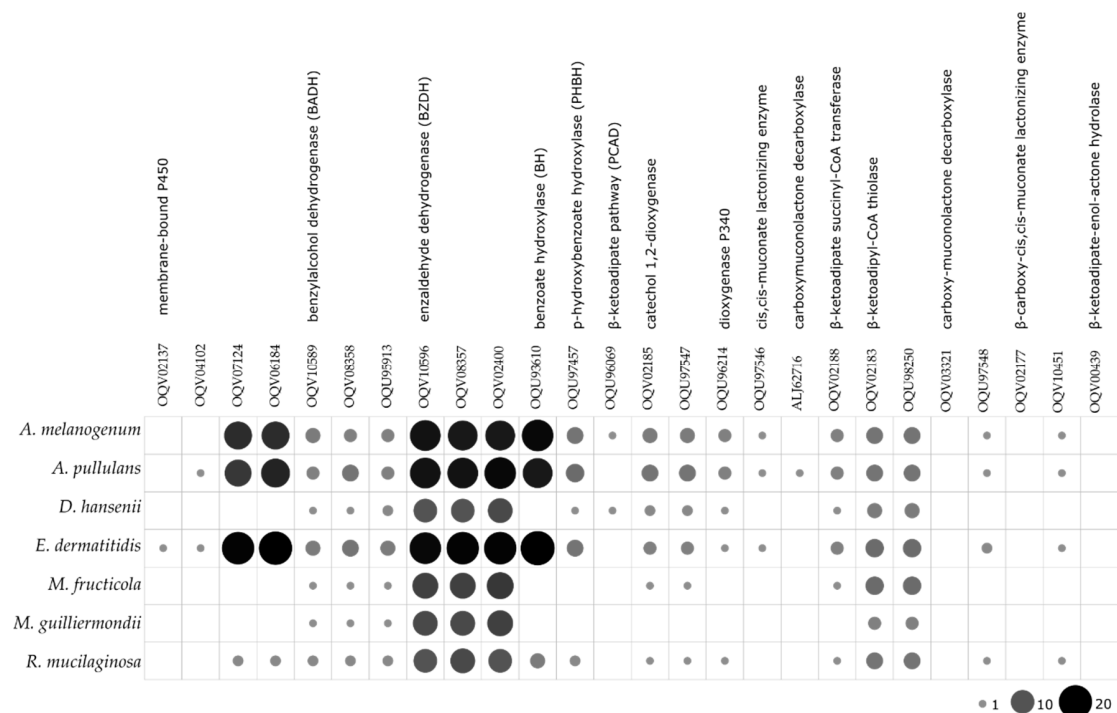 membrane-bound P450
benzylalcohol dehydrogenase (BADH)
enzaldehyde dehydrogenase (BZDH)
benzoate hydroxylase (BH)
p-hydroxybenzoate hydroxylase (PHBH)
β-ketoadipate pathway (PCAD)
catechol 1,2-dioxygenase
dioxygenase P340
cis,cis-muconate lactonizing enzyme
carboxymuconolactone decarboxylase
β-ketoadipate succinyl-CoA transferase
β-ketoadipyl-CoA thiolase
carboxy-muconolactone decarboxylase
β-carboxy-cis,cis-muconate lactonizing enzyme
β-ketoadipate-enol-actone hydrolase
OQV02137
OQV04102
OQV07124
OQV06184
OQV10589
OQV08358
OQU95913
OQV10596
OQV08357
OQV02400
OQU93610
OQU97457
OQU96069
OQV02185
OQU97547
OQU96214
OQU97546
ALJ62716
OQV02188
OQV02183
OQU98250
OQV03321
OQU97548
OQV02177
OQV10451
OQV00439
A. melanogenum
A. pullulans
D. hansenii
E. dermatitidis
M. fructicola
M. guilliermondii
R. mucilaginosa
1 10 20